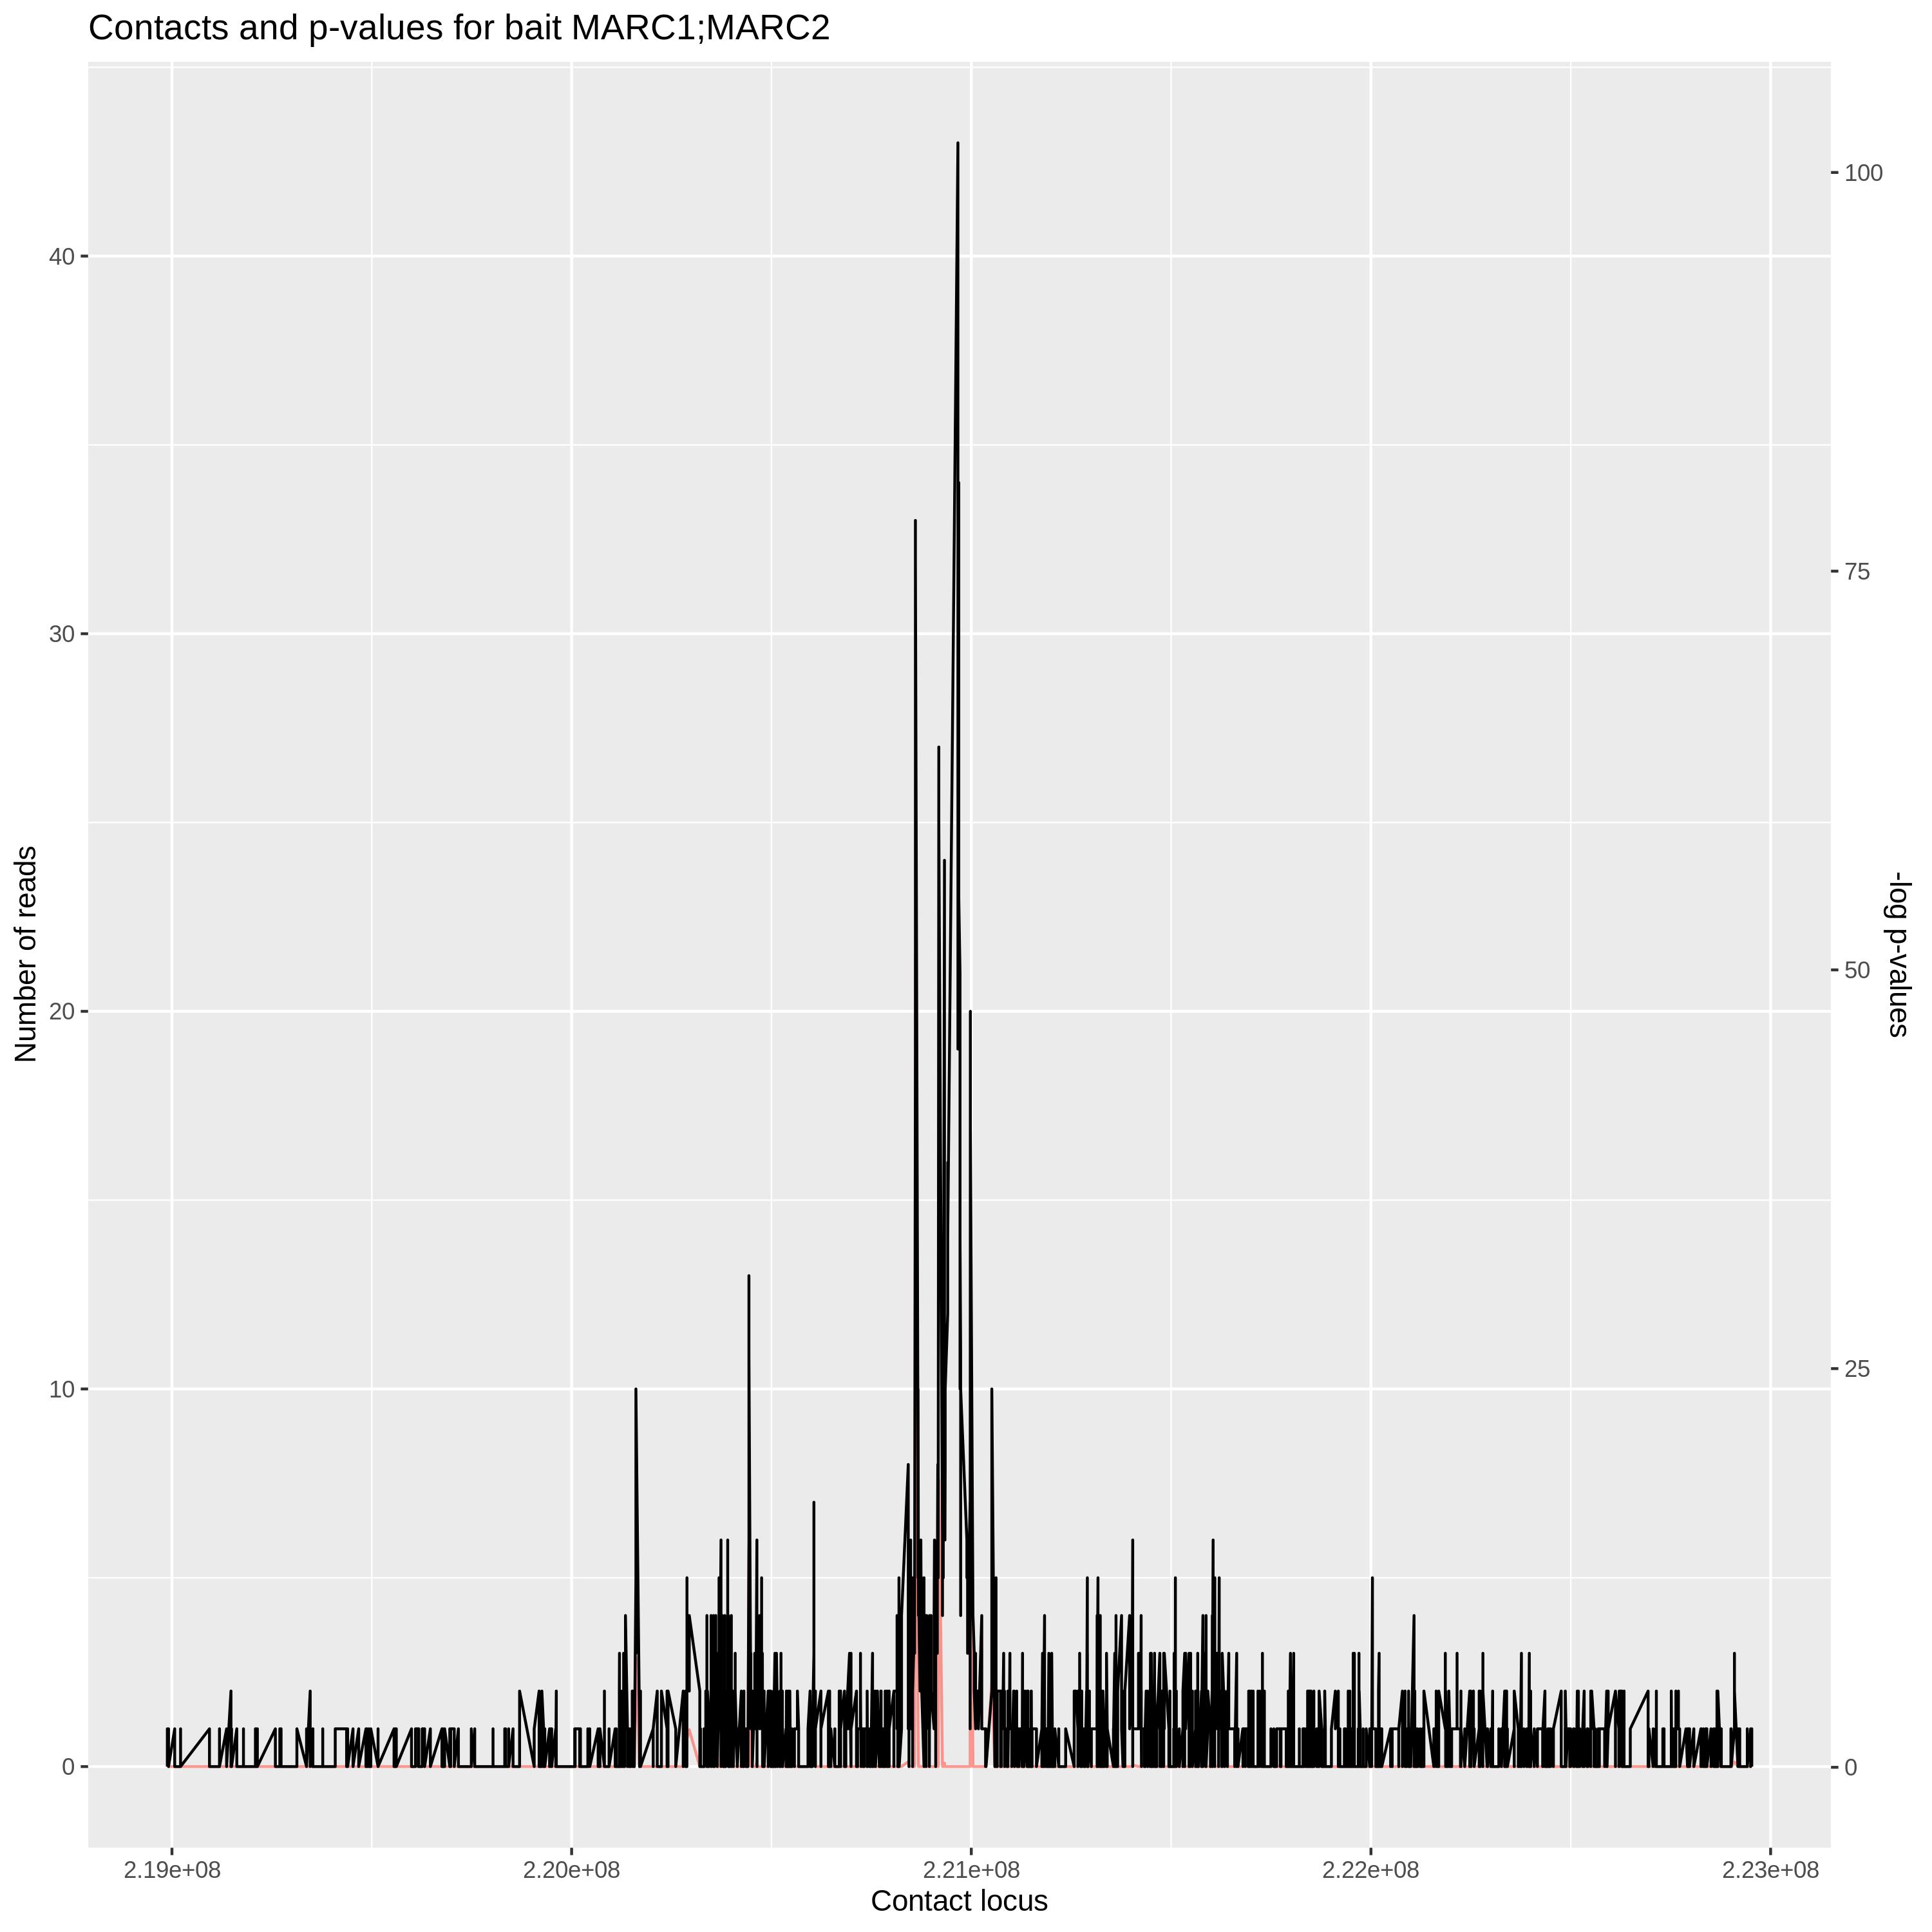 Contacts and p-values for bait MARC1;MARC2
Number of reads
40
30
20
10
0
100
75
50
25
0
-log p-values
2.19e+08
2.20e+08
2.21e+08
2.22e+08
2.23e+08
Contact locus